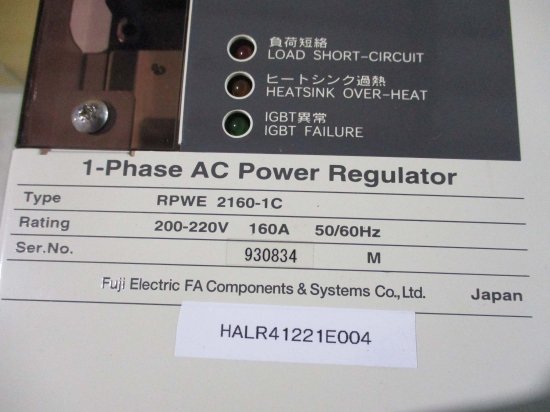 負荷短絡
LOAD SHORT-CIRCUIT
ヒートシンク過熱
HEATSINK OVER-HEAT
IGBT異常
IGBT FAILURE
1-Phase AC Power Regulator
Type RPWE 2160-1C
Rating 200-220V 160A 50/60Hz
Ser.No. 930834 M
Fuji Electric FA Components & Systems Co., Ltd. Japan
HALR41221E004